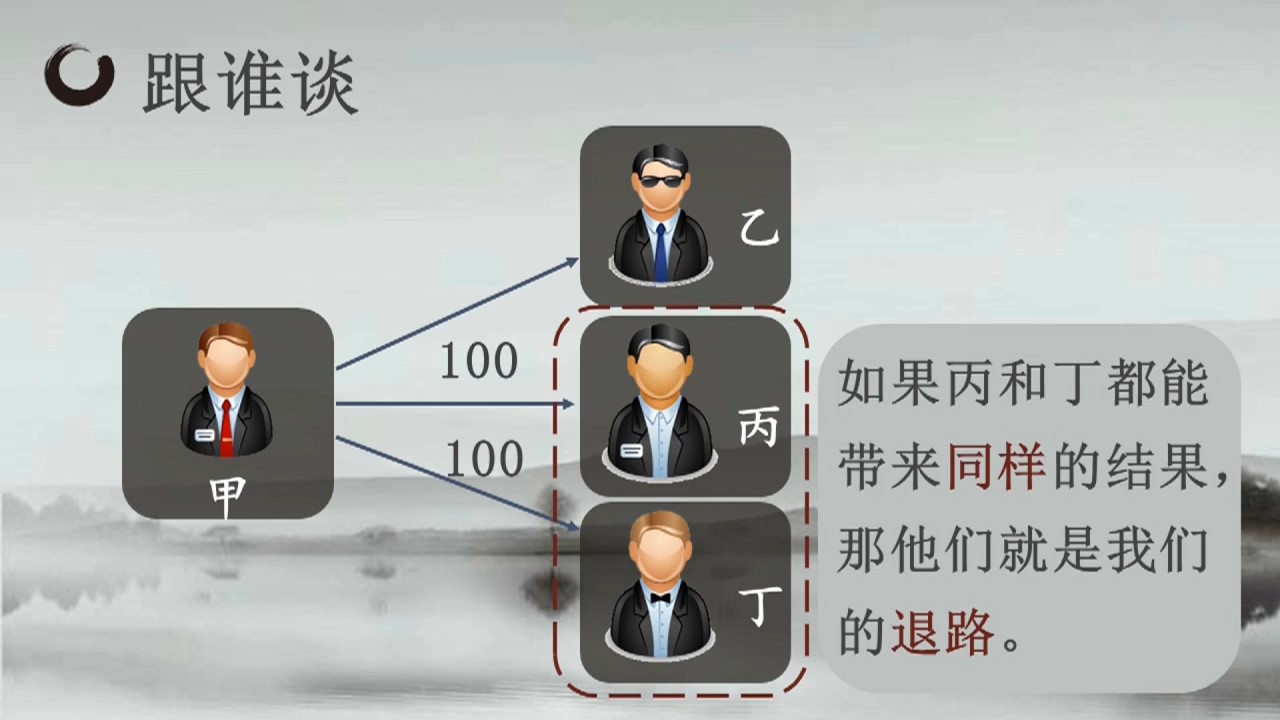 跟谁谈
乙
100
丙
100
甲
丁
如果丙和丁都能
带来同样的结果，
那他们就是我们
的退路。